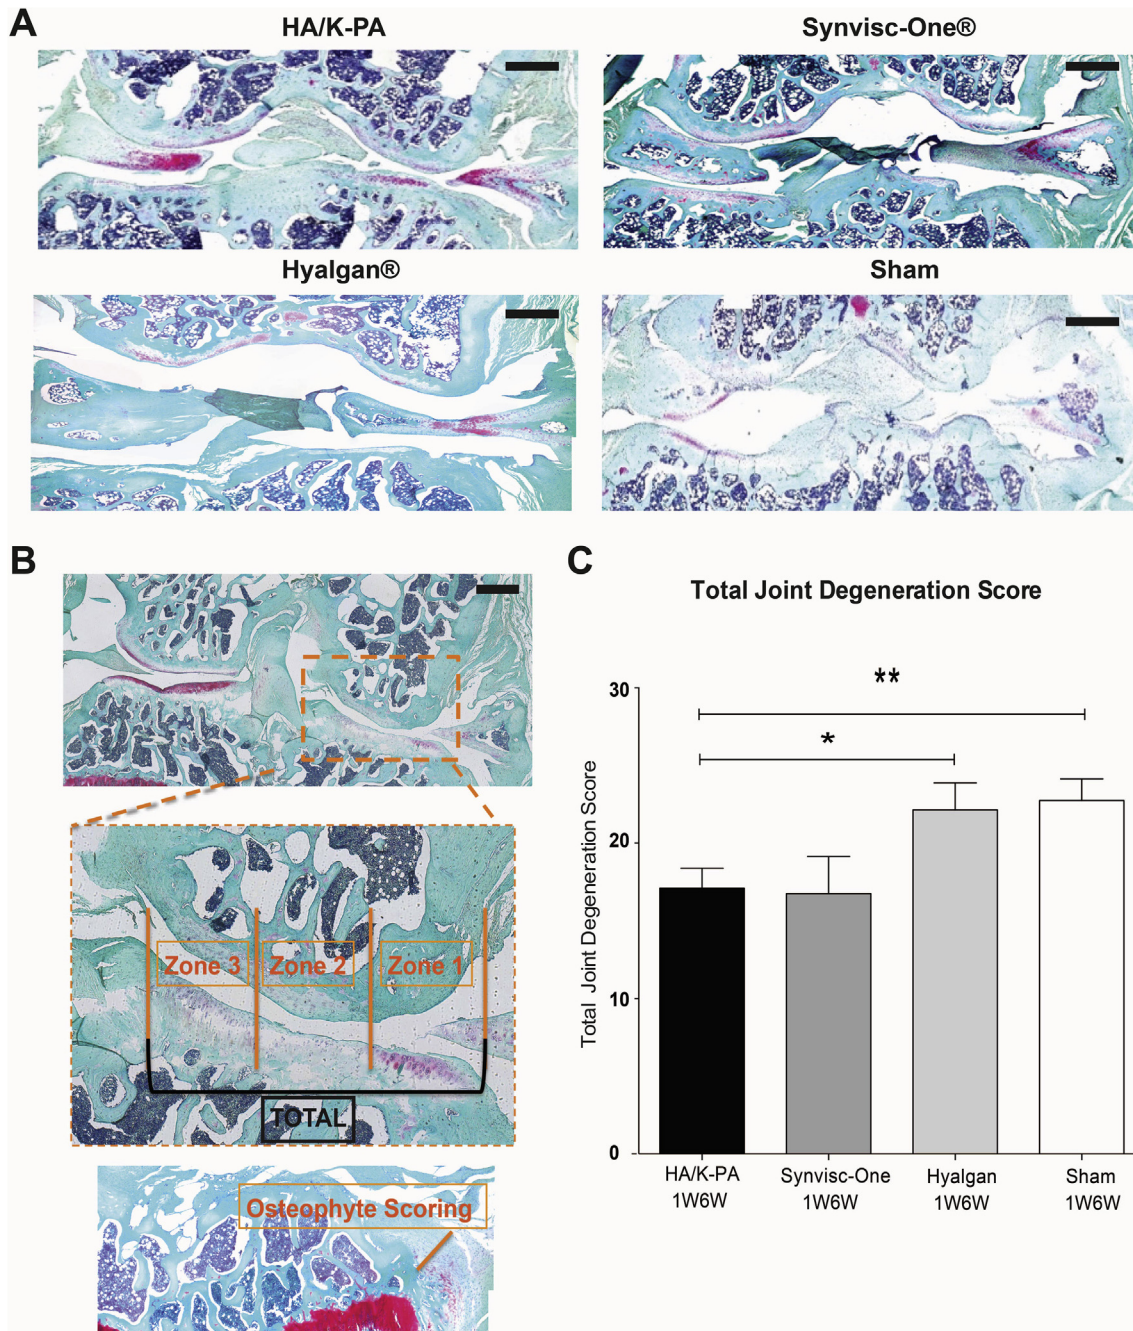 A
HA/K-PA
Synvisc-One®
Hyalgan®
Sham
B
Zone 3
Zone 2
Zone 1
TOTAL
Osteophyte Scoring
C
Total Joint Degeneration Score
Total Joint Degeneration Score
30
20
10
0
**
*
HA/K-PA
1W6W
Synvisc-One
1W6W
Hyalgan
1W6W
Sham
1W6W